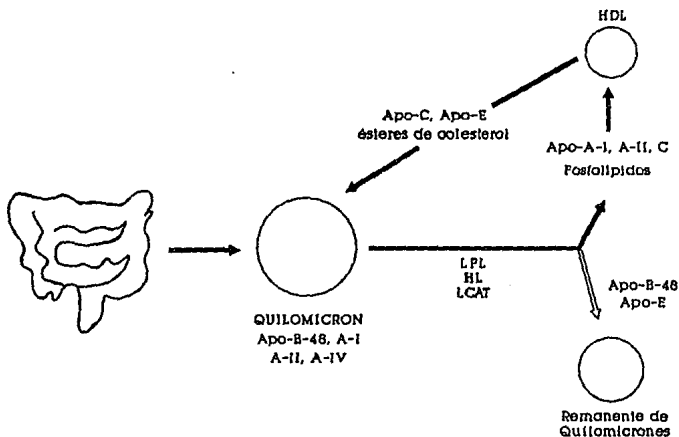 HDL
Apo-C, Apo-E
ésteres de colesterol
Apo-A-I, A-II, C
Fosfolípidos
LPL
HL
LCAT
QUILOMICRON
Apo-B-48, A-I
A-II, A-IV
Apo-B-48
Apo-E
Remanente de
Quilomicrones